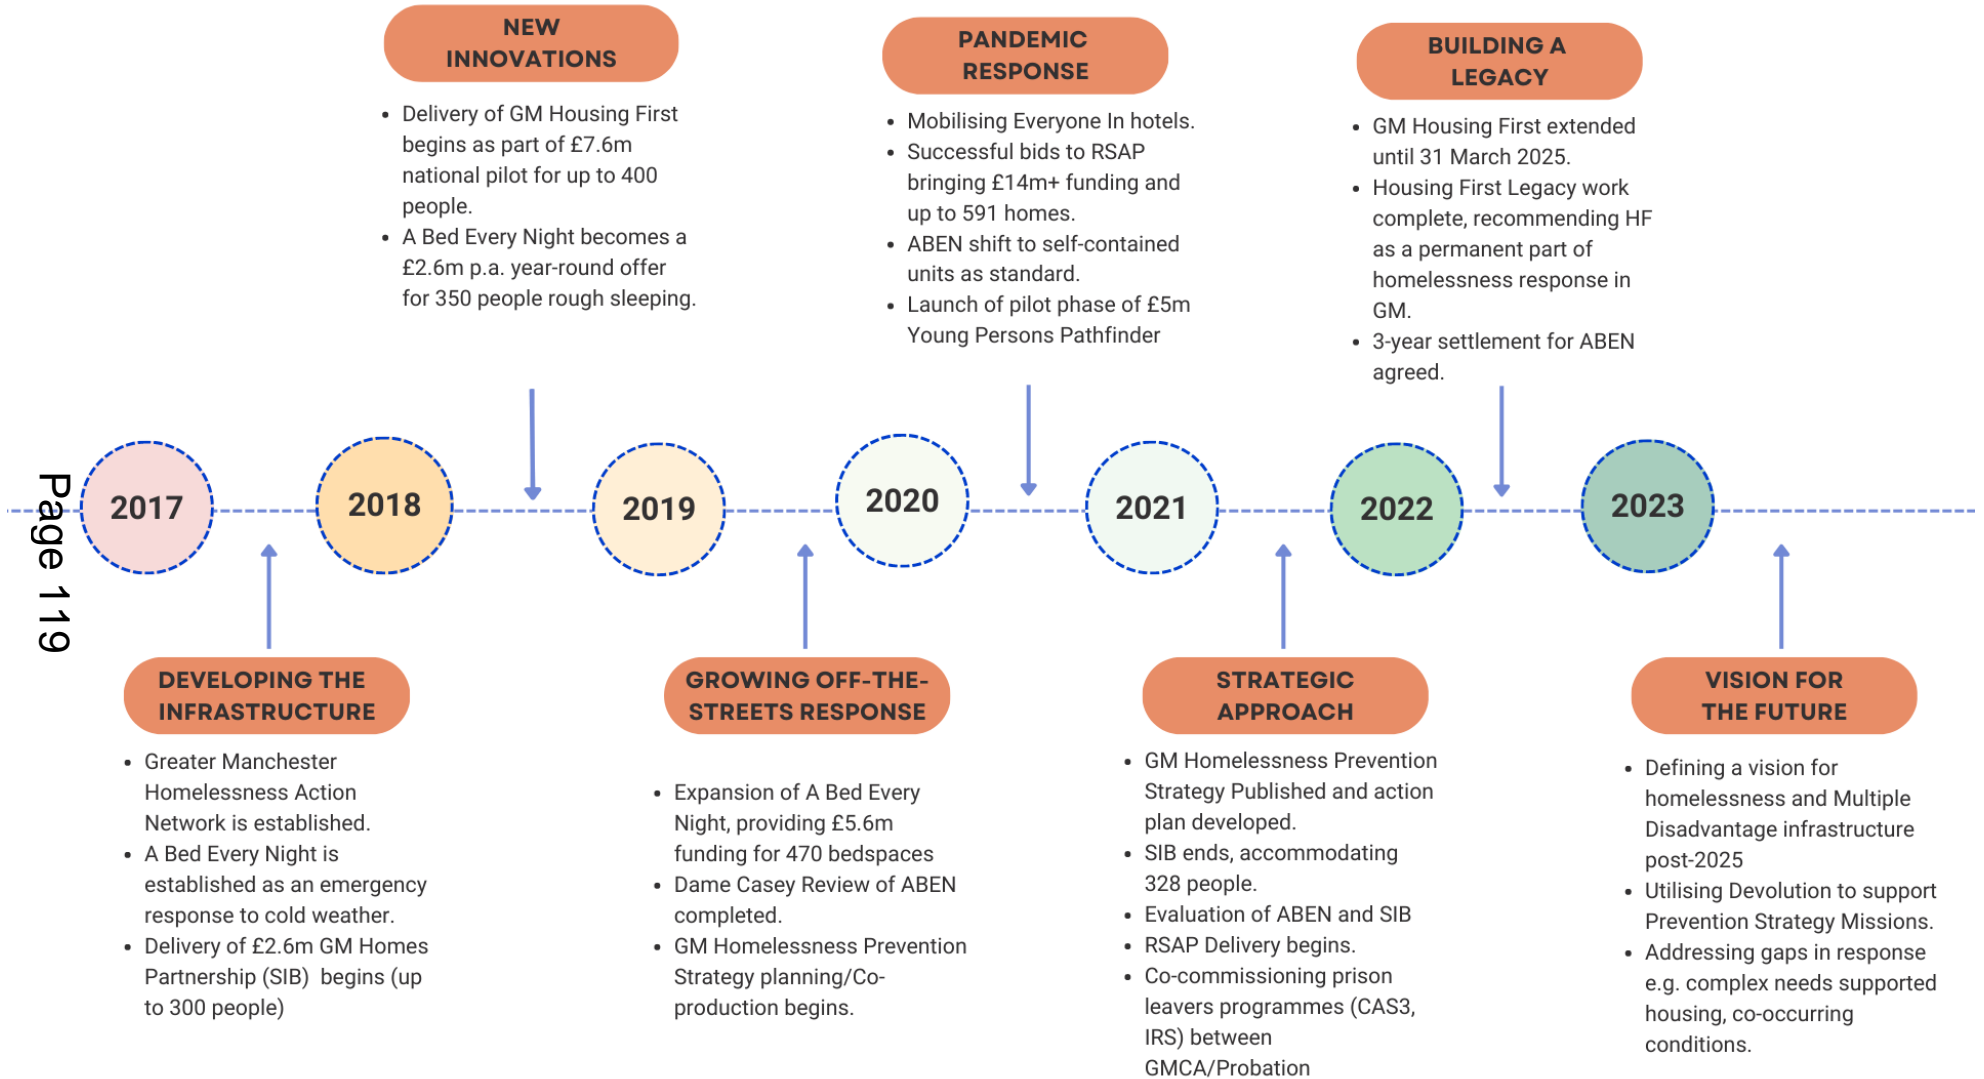 NEW
INNOVATIONS
Delivery of GM Housing First
begins as part of £7.6m
national pilot for up to 400
people.
A Bed Every Night becomes a
£2.6m p.a. year-round offer
for 350 people rough sleeping.
PANDEMIC
RESPONSE
Mobilising Everyone In hotels.
Successful bids to RSAP
bringing £14m+ funding and
up to 591 homes.
ABEN shift to self-contained
units as standard.
Launch of pilot phase of £5m
Young Persons Pathfinder
BUILDING A
LEGACY
GM Housing First extended
until 31 March 2025.
Housing First Legacy work
complete, recommending HF
as a permanent part of
homelessness response in
GM.
3-year settlement for ABEN
agreed.
Page 119
2017
2018
2019
2020
2021
2022
2023
DEVELOPING THE
INFRASTRUCTURE
Greater Manchester
Homelessness Action
Network is established.
A Bed Every Night is
established as an emergency
response to cold weather.
Delivery of £2.6m GM Homes
Partnership (SIB) begins (up
to 300 people)
GROWING OFF-THE-
STREETS RESPONSE
Expansion of A Bed Every
Night, providing £5.6m
funding for 470 bedspaces
Dame Casey Review of ABEN
completed.
GM Homelessness Prevention
Strategy planning/Co-
production begins.
STRATEGIC
APPROACH
GM Homelessness Prevention
Strategy Published and action
plan developed.
SIB ends, accommodating
328 people.
Evaluation of ABEN and SIB
RSAP Delivery begins.
Co-commissioning prison
leavers programmes (CAS3,
IRS) between
GMCA/Probation
VISION FOR
THE FUTURE
Defining a vision for
homelessness and Multiple
Disadvantage infrastructure
post-2025
Utilising Devolution to support
Prevention Strategy Missions.
Addressing gaps in response
e.g. complex needs supported
housing, co-occurring
conditions.